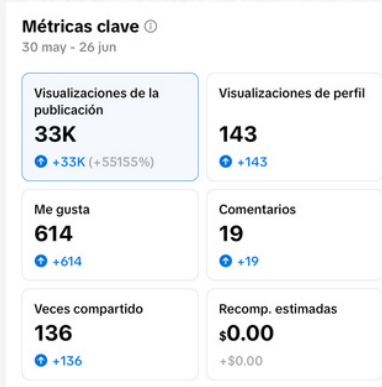 Métricas clave
30 may - 26 jun
Visualizaciones de la
publicación
33K
+33K (+55155%)
Visualizaciones de perfil
143
+143
Me gusta
614
+614
Comentarios
19
+19
Veces compartido
136
+136
Recomp. estimadas
$0.00
+$0.00